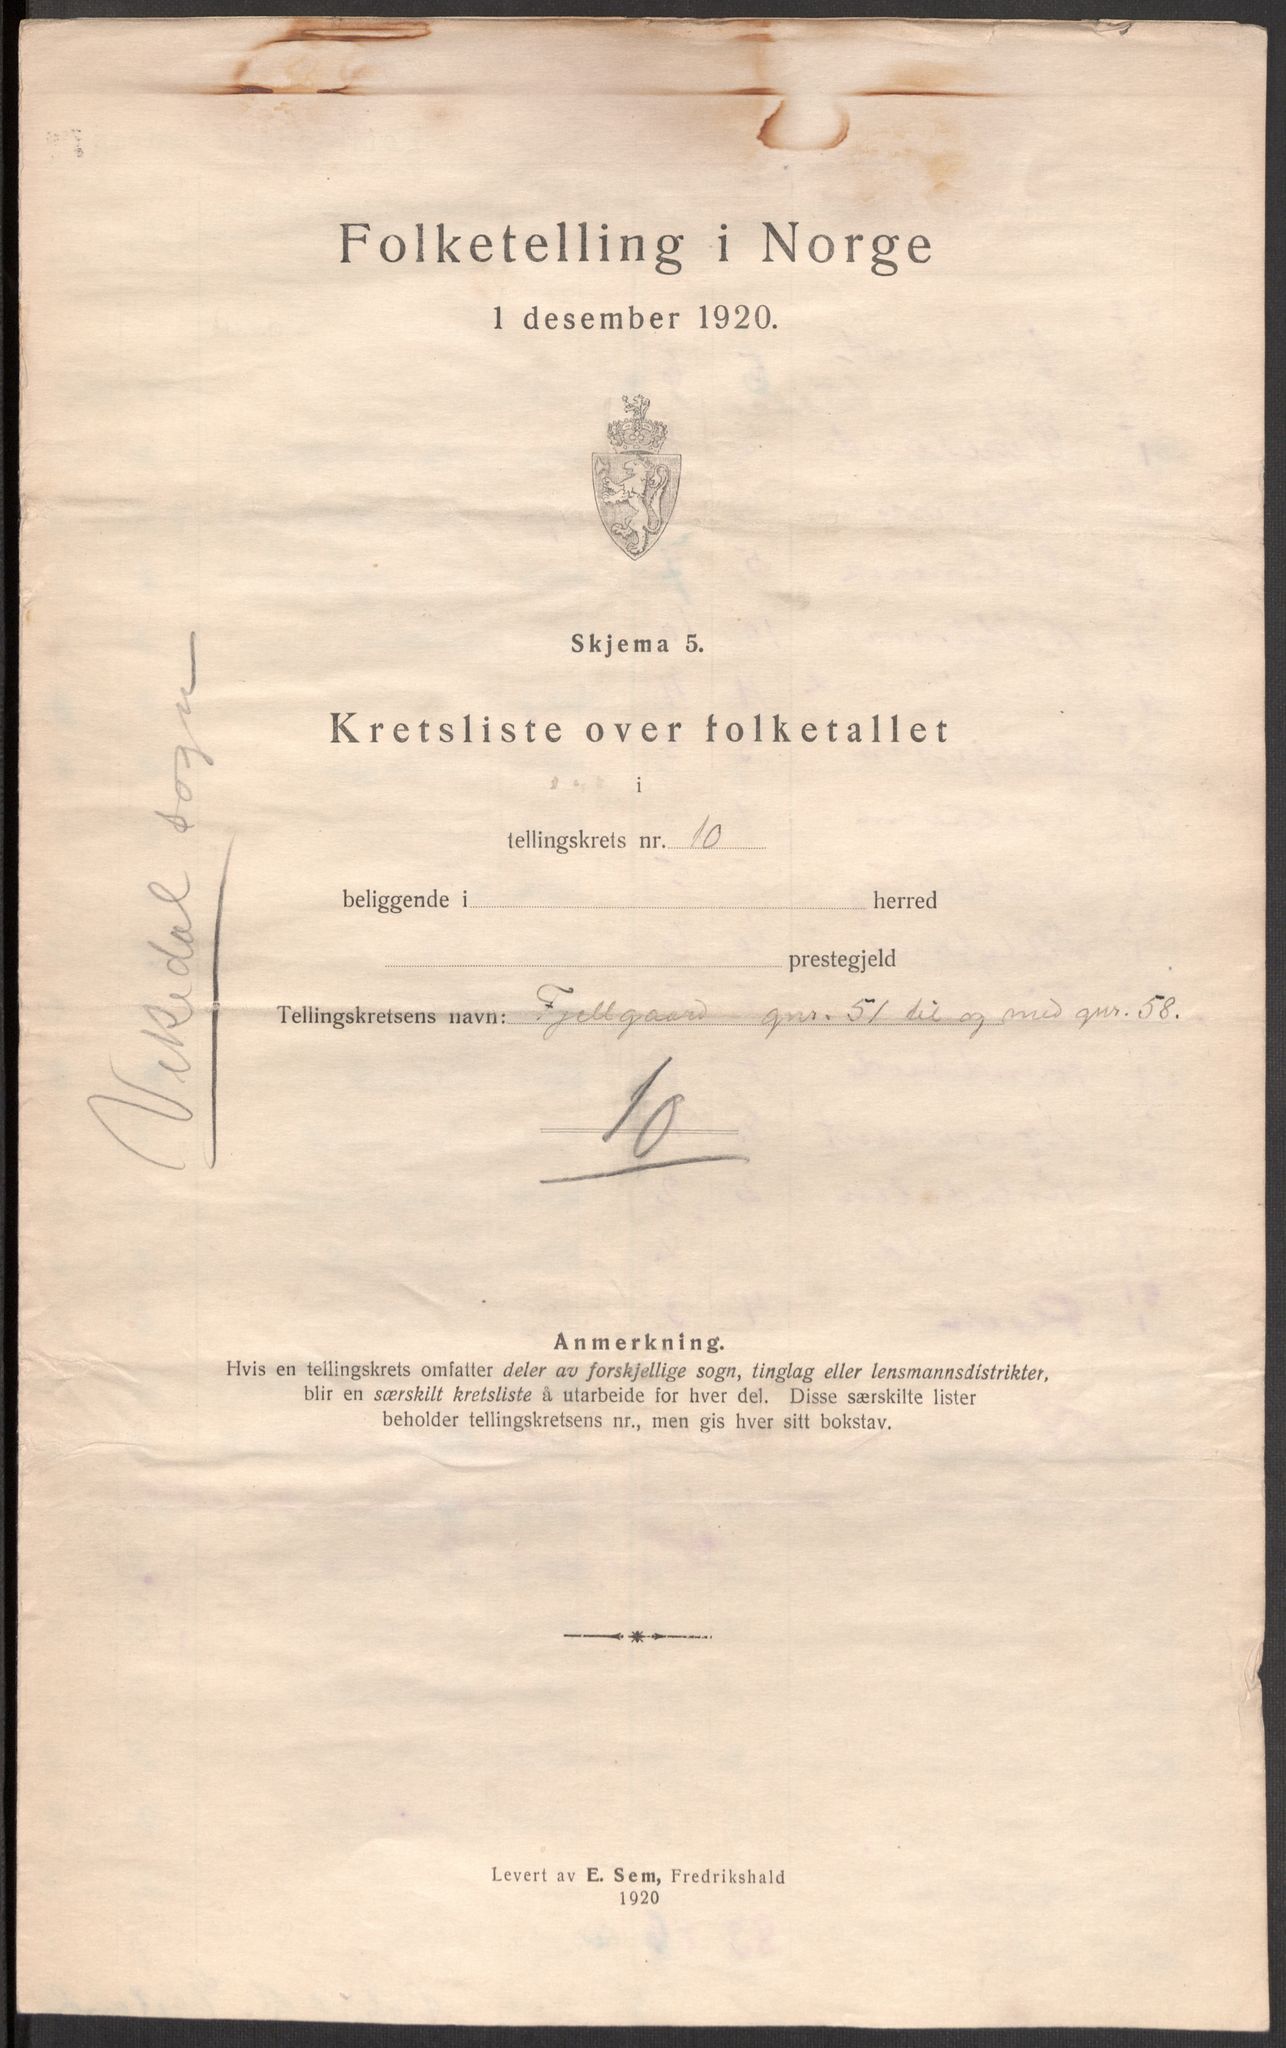 Folketelling i Norge
1 desember 1920.
Skjema 5.
Kretsliste over folketallet
i
tellingskrets nr. 10
beliggende i herred
prestegjeld
Tellingskretsens navn: Fjellgaard gnr. 51 til og med gnr. 58.
10
Vikedal sogn
Anmerkning.
Hvis en tellingskrets omfatter deler av forskjellige sogn, tinglag eller lensmannsdistrikter,
blir en særskilt kretsliste å utarbeide for hver del. Disse særskilte lister
beholder tellingskretsens nr., men gis hver sitt bokstav.
Levert av E. Sem, Fredrikshald
1920